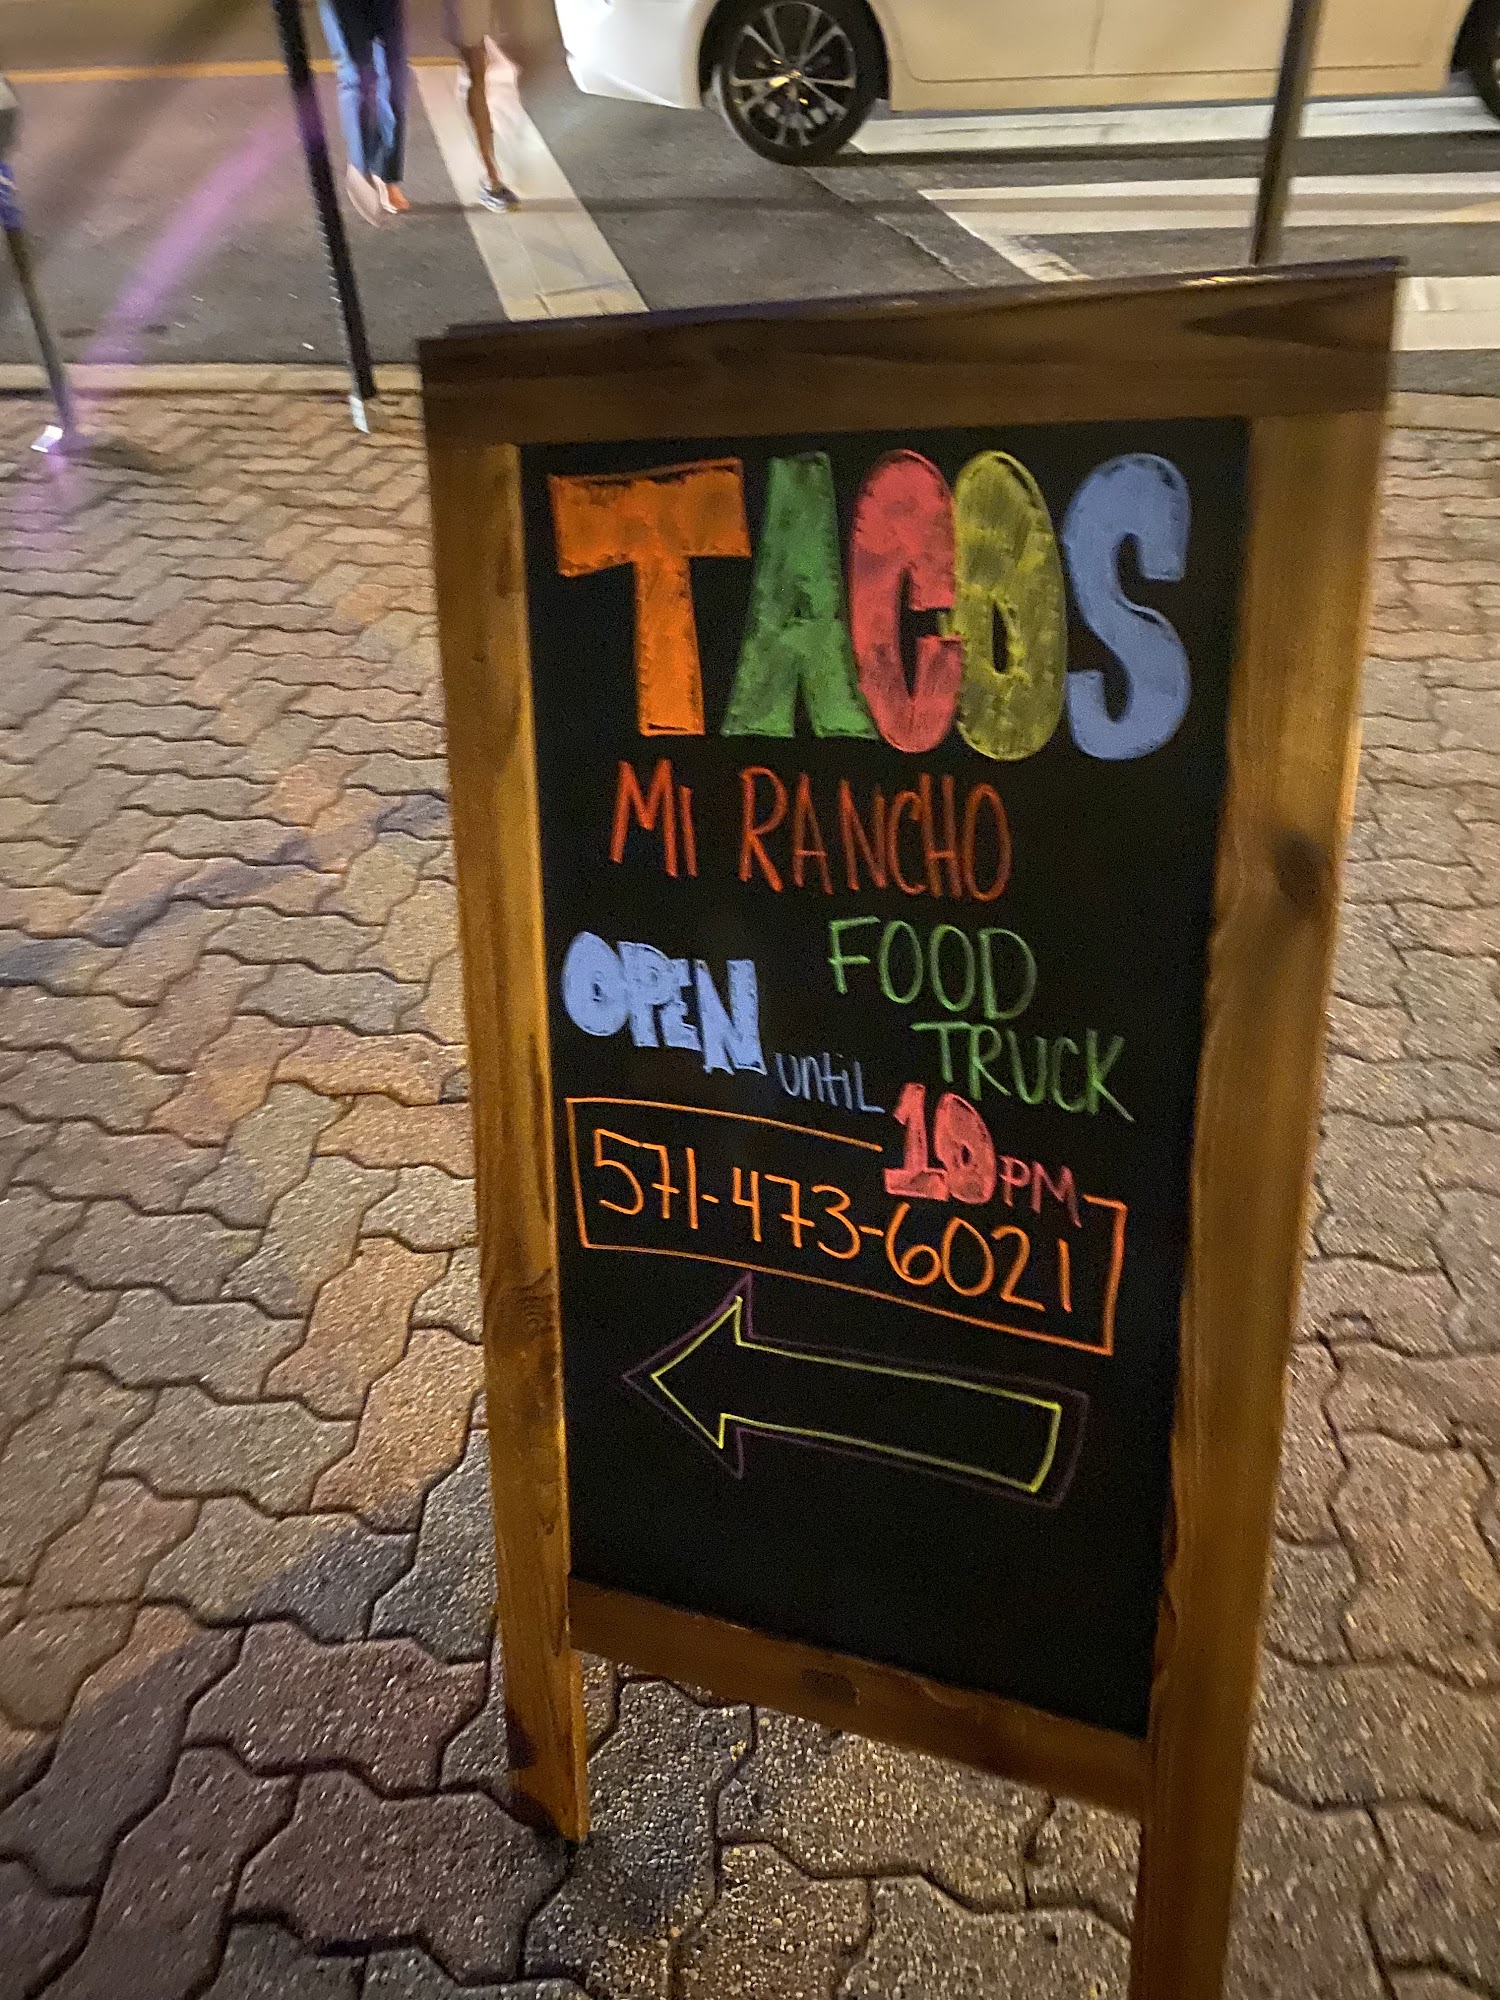 TACOS
MI RANCHO
FOOD
TRUCK
OPEN until 10PM
571-473-6021